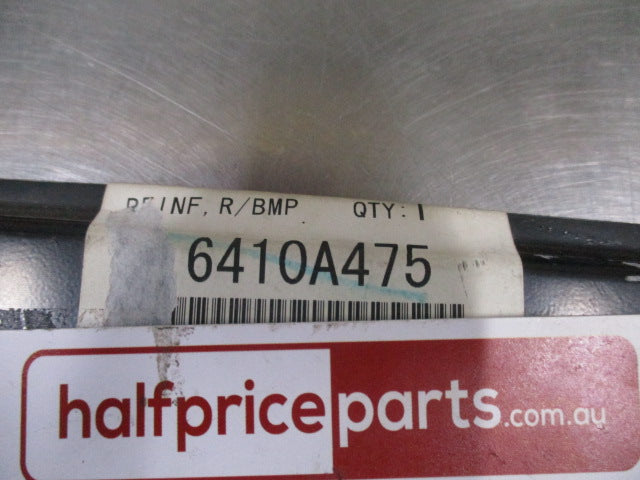 REINF, R/BMP QTY: 1
6410A475
halfpriceparts.com.au